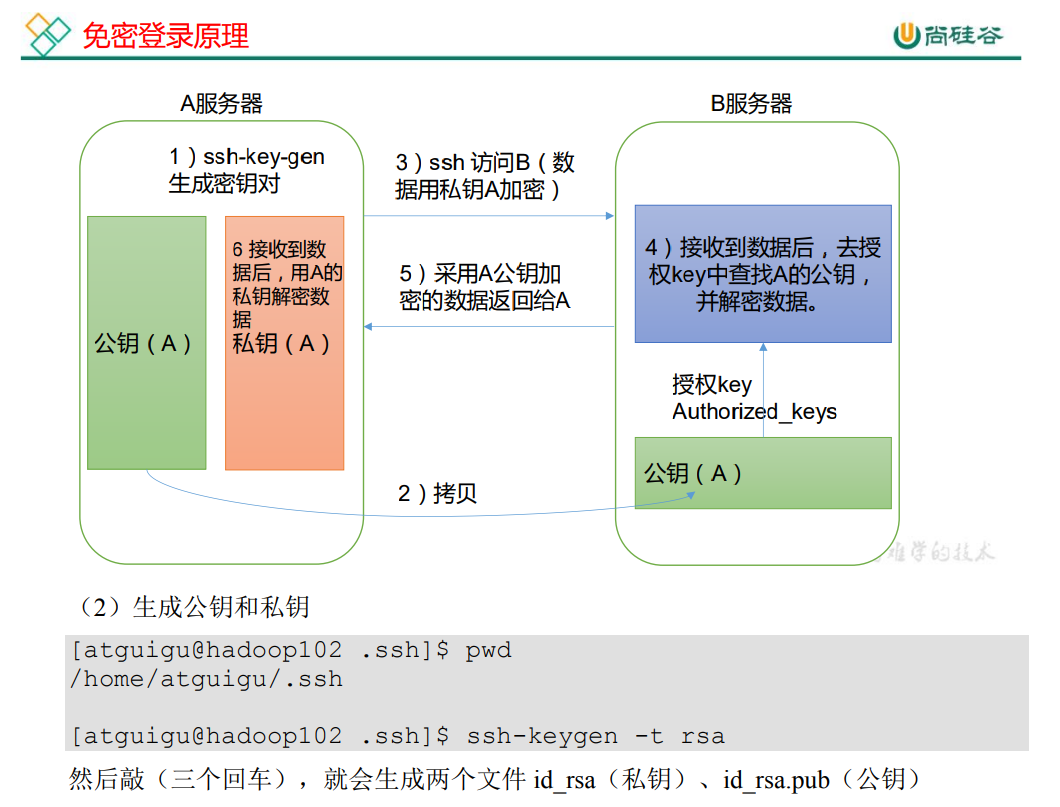 免密登录原理
尚硅谷
A服务器
B服务器
1）ssh-key-gen
生成密钥对
3）ssh 访问B（数
据用私钥A加密）
公钥（A）
6 接收到数
据后，用A的
私钥解密数
据
私钥（A）
5）采用A公钥加
密的数据返回给A
4）接收到数据后，去授
权key中查找A的公钥，
并解密数据。
授权key
Authorized_keys
公钥（A）
2）拷贝
难学的技术
（2）生成公钥和私钥
[atguigu@hadoop102 .ssh]$ pwd
/home/atguigu/.ssh
[atguigu@hadoop102 .ssh]$ ssh-keygen -t rsa
然后敲（三个回车），就会生成两个文件 id_rsa（私钥）、id_rsa.pub（公钥）